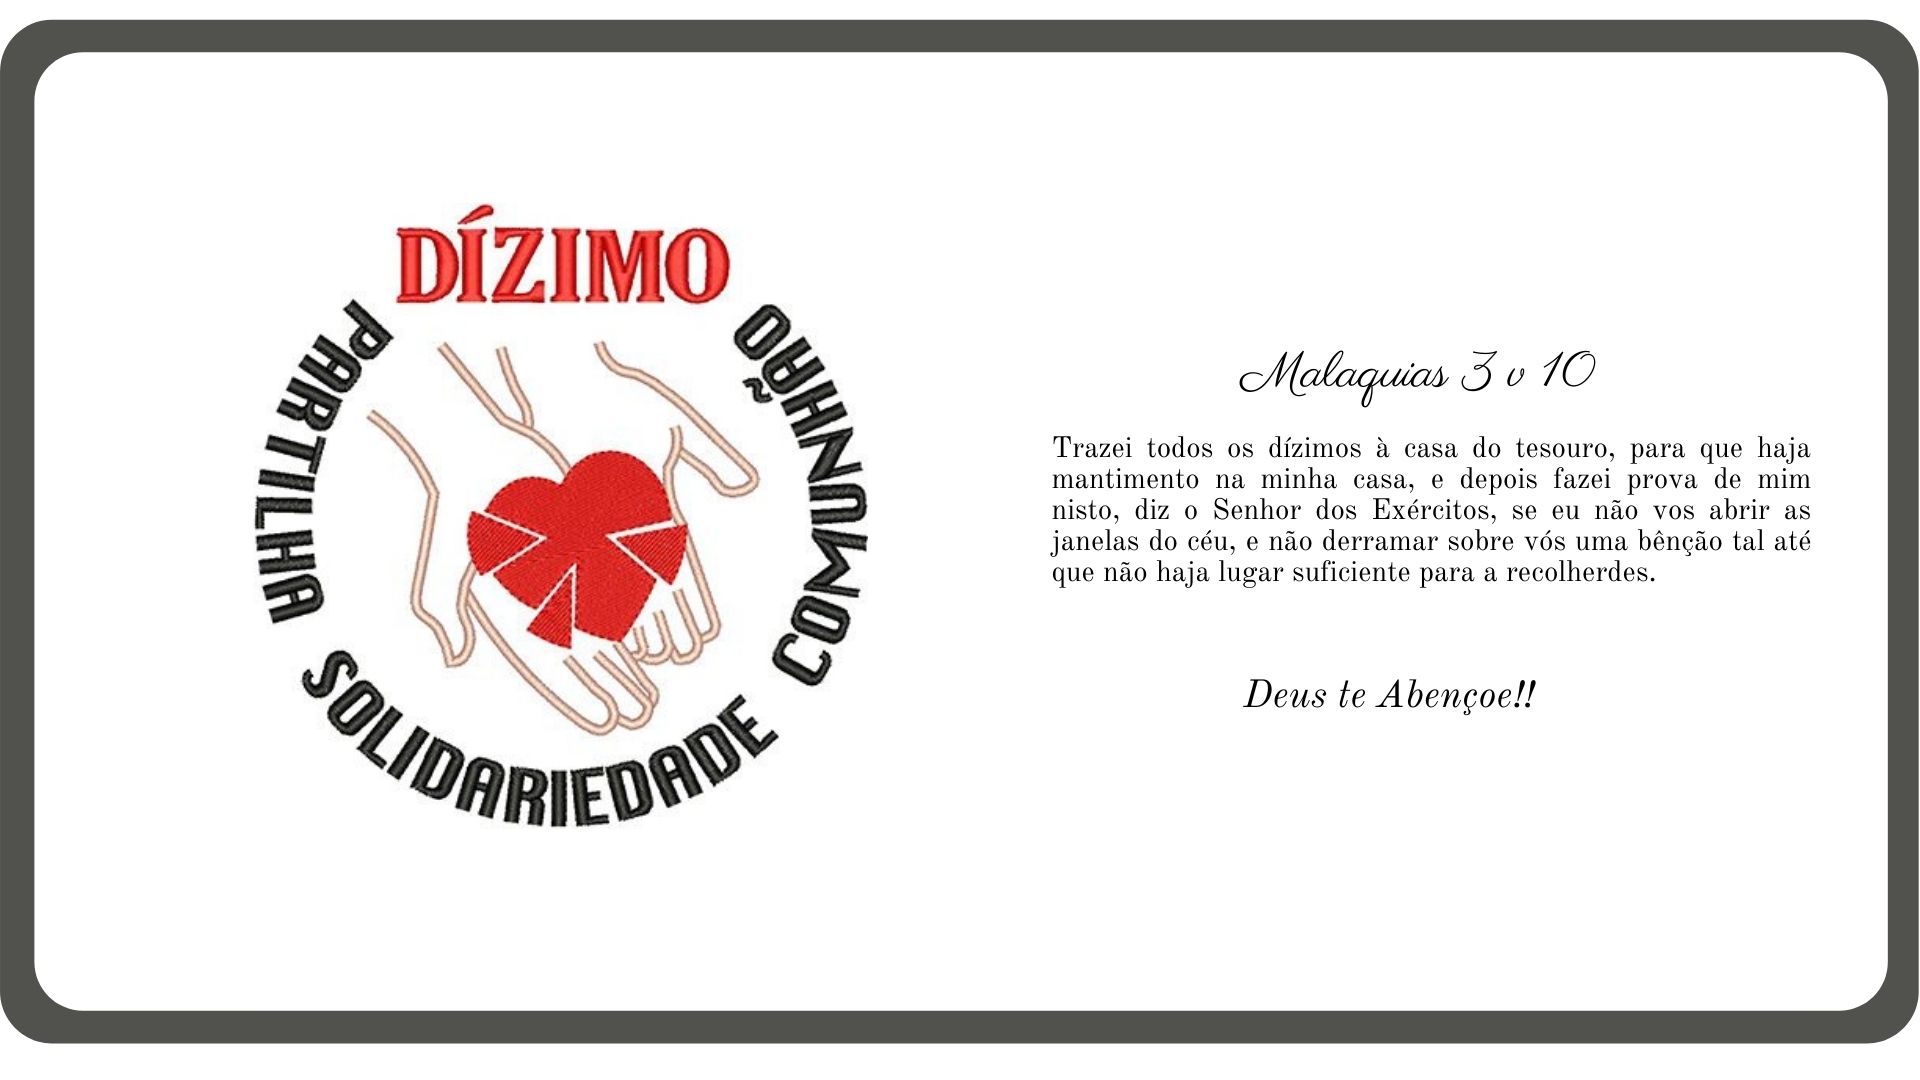 DÍZIMO
PARTILHA
SOLIDARIEDADE
COMUNHÃO
Malaquias 3 v 10
Trazei todos os dízimos à casa do tesouro, para que haja
mantimento na minha casa, e depois fazei prova de mim
nisto, diz o Senhor dos Exércitos, se eu não vos abrir as
janelas do céu, e não derramar sobre vós uma bênção tal até
que não haja lugar suficiente para a recolherdes.
Deus te Abençoe!!